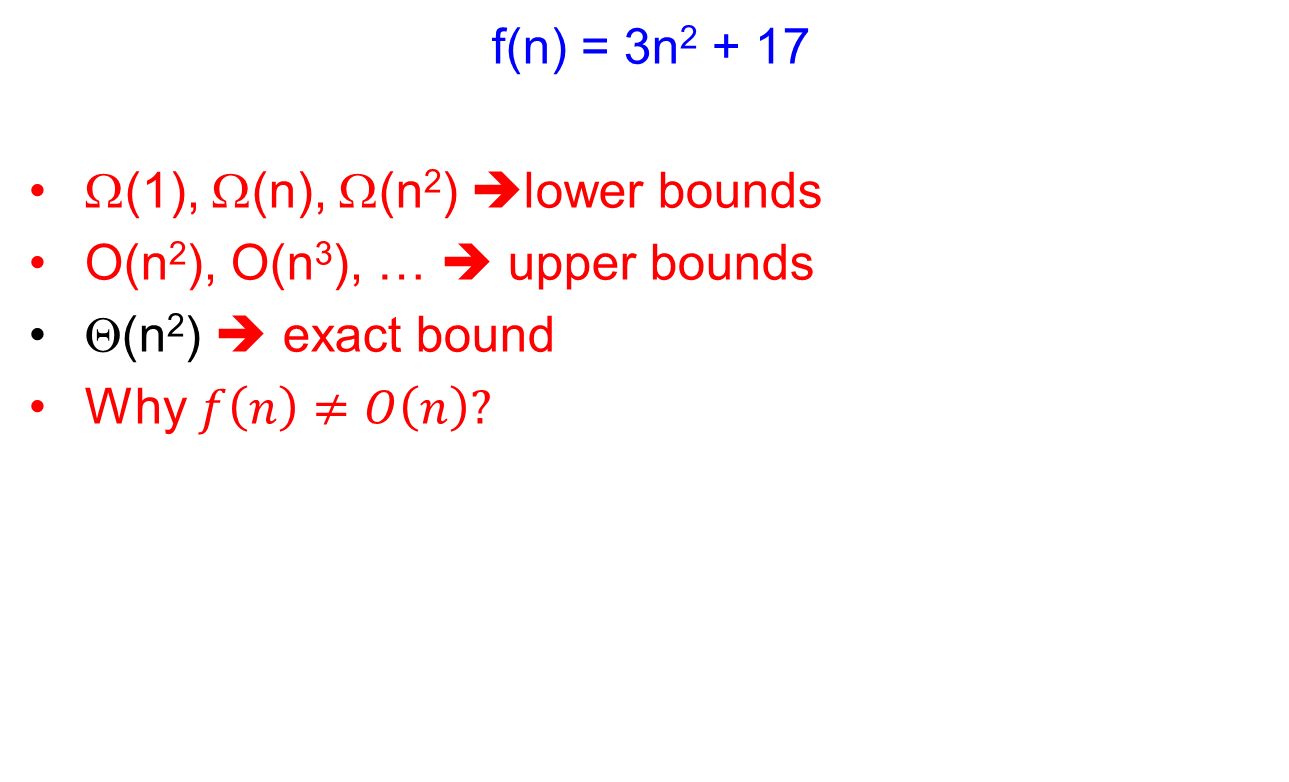 f(n) = 3n² + 17
• Ω(1), Ω(n), Ω(n²) ➔lower bounds
• O(n²), O(n³), … ➔ upper bounds
• Θ(n²) ➔ exact bound
• Why 𝑓(𝑛) ≠ 𝑂(𝑛)?